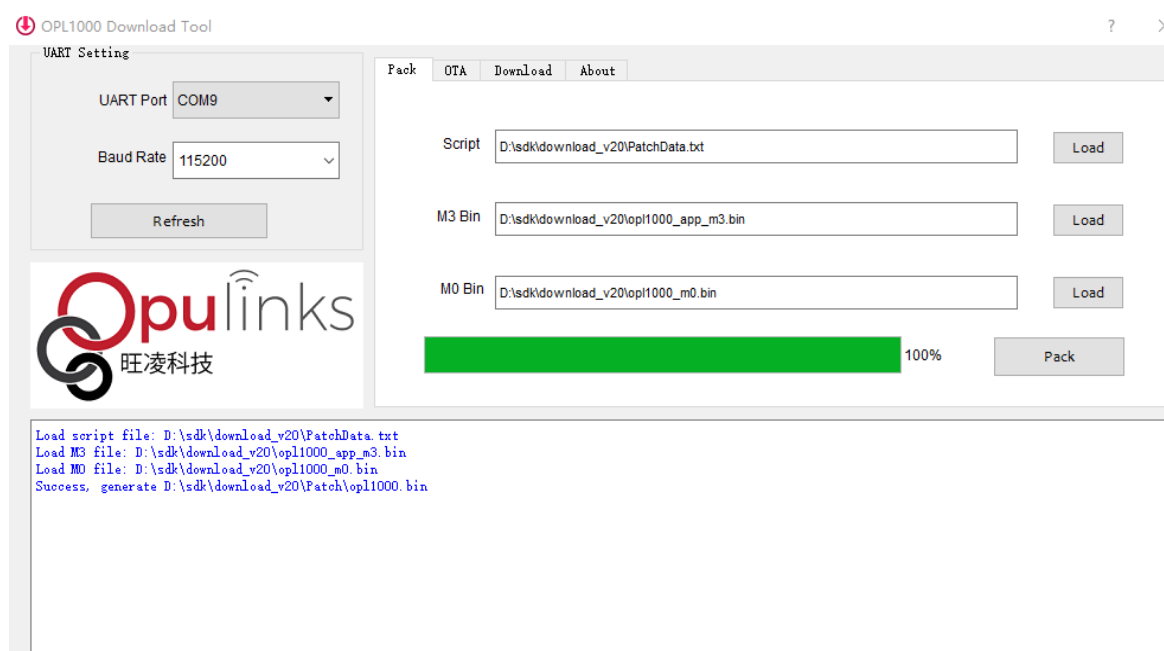 OPL1000 Download Tool
?
UART Setting
UART Port COM9
Baud Rate 115200
Refresh
Opulinks
旺凌科技
Pack OTA Download About
Script D:\sdk\download_v20\PatchData.txt Load
M3 Bin D:\sdk\download_v20\opl1000_app_m3.bin Load
M0 Bin D:\sdk\download_v20\opl1000_m0.bin Load
100% Pack
Load script file: D:\sdk\download_v20\PatchData.txt
Load M3 file: D:\sdk\download_v20\opl1000_app_m3.bin
Load M0 file: D:\sdk\download_v20\opl1000_m0.bin
Success, generate D:\sdk\download_v20\Patch\opl1000.bin